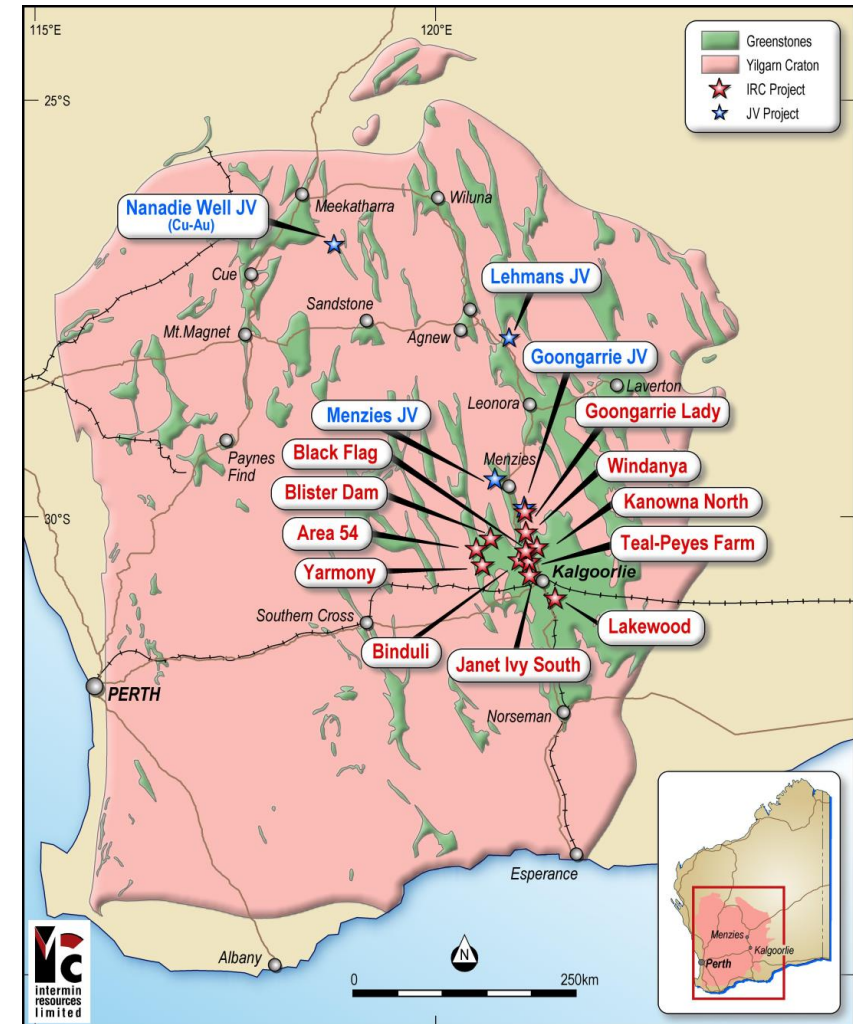 115°E
120°E
25°S
30°S
Greenstones
Yilgarn Craton
IRC Project
JV Project
Nanadie Well JV
(Cu-Au)
Meekatharra
Wiluna
Cue
Lehmans JV
Sandstone
Mt.Magnet
Agnew
Goongarrie JV
Laverton
Leonora
Goongarrie Lady
Menzies JV
Paynes
Find
Black Flag
Menzies
Windanya
Blister Dam
Kanowna North
Area 54
Teal-Peyes Farm
Yarmony
Kalgoorlie
Southern Cross
Lakewood
Binduli
Janet Ivy South
PERTH
Norseman
Esperance
Albany
N
0
250km
intermin
resources
limited
Menzies
Kalgoorlie
Perth